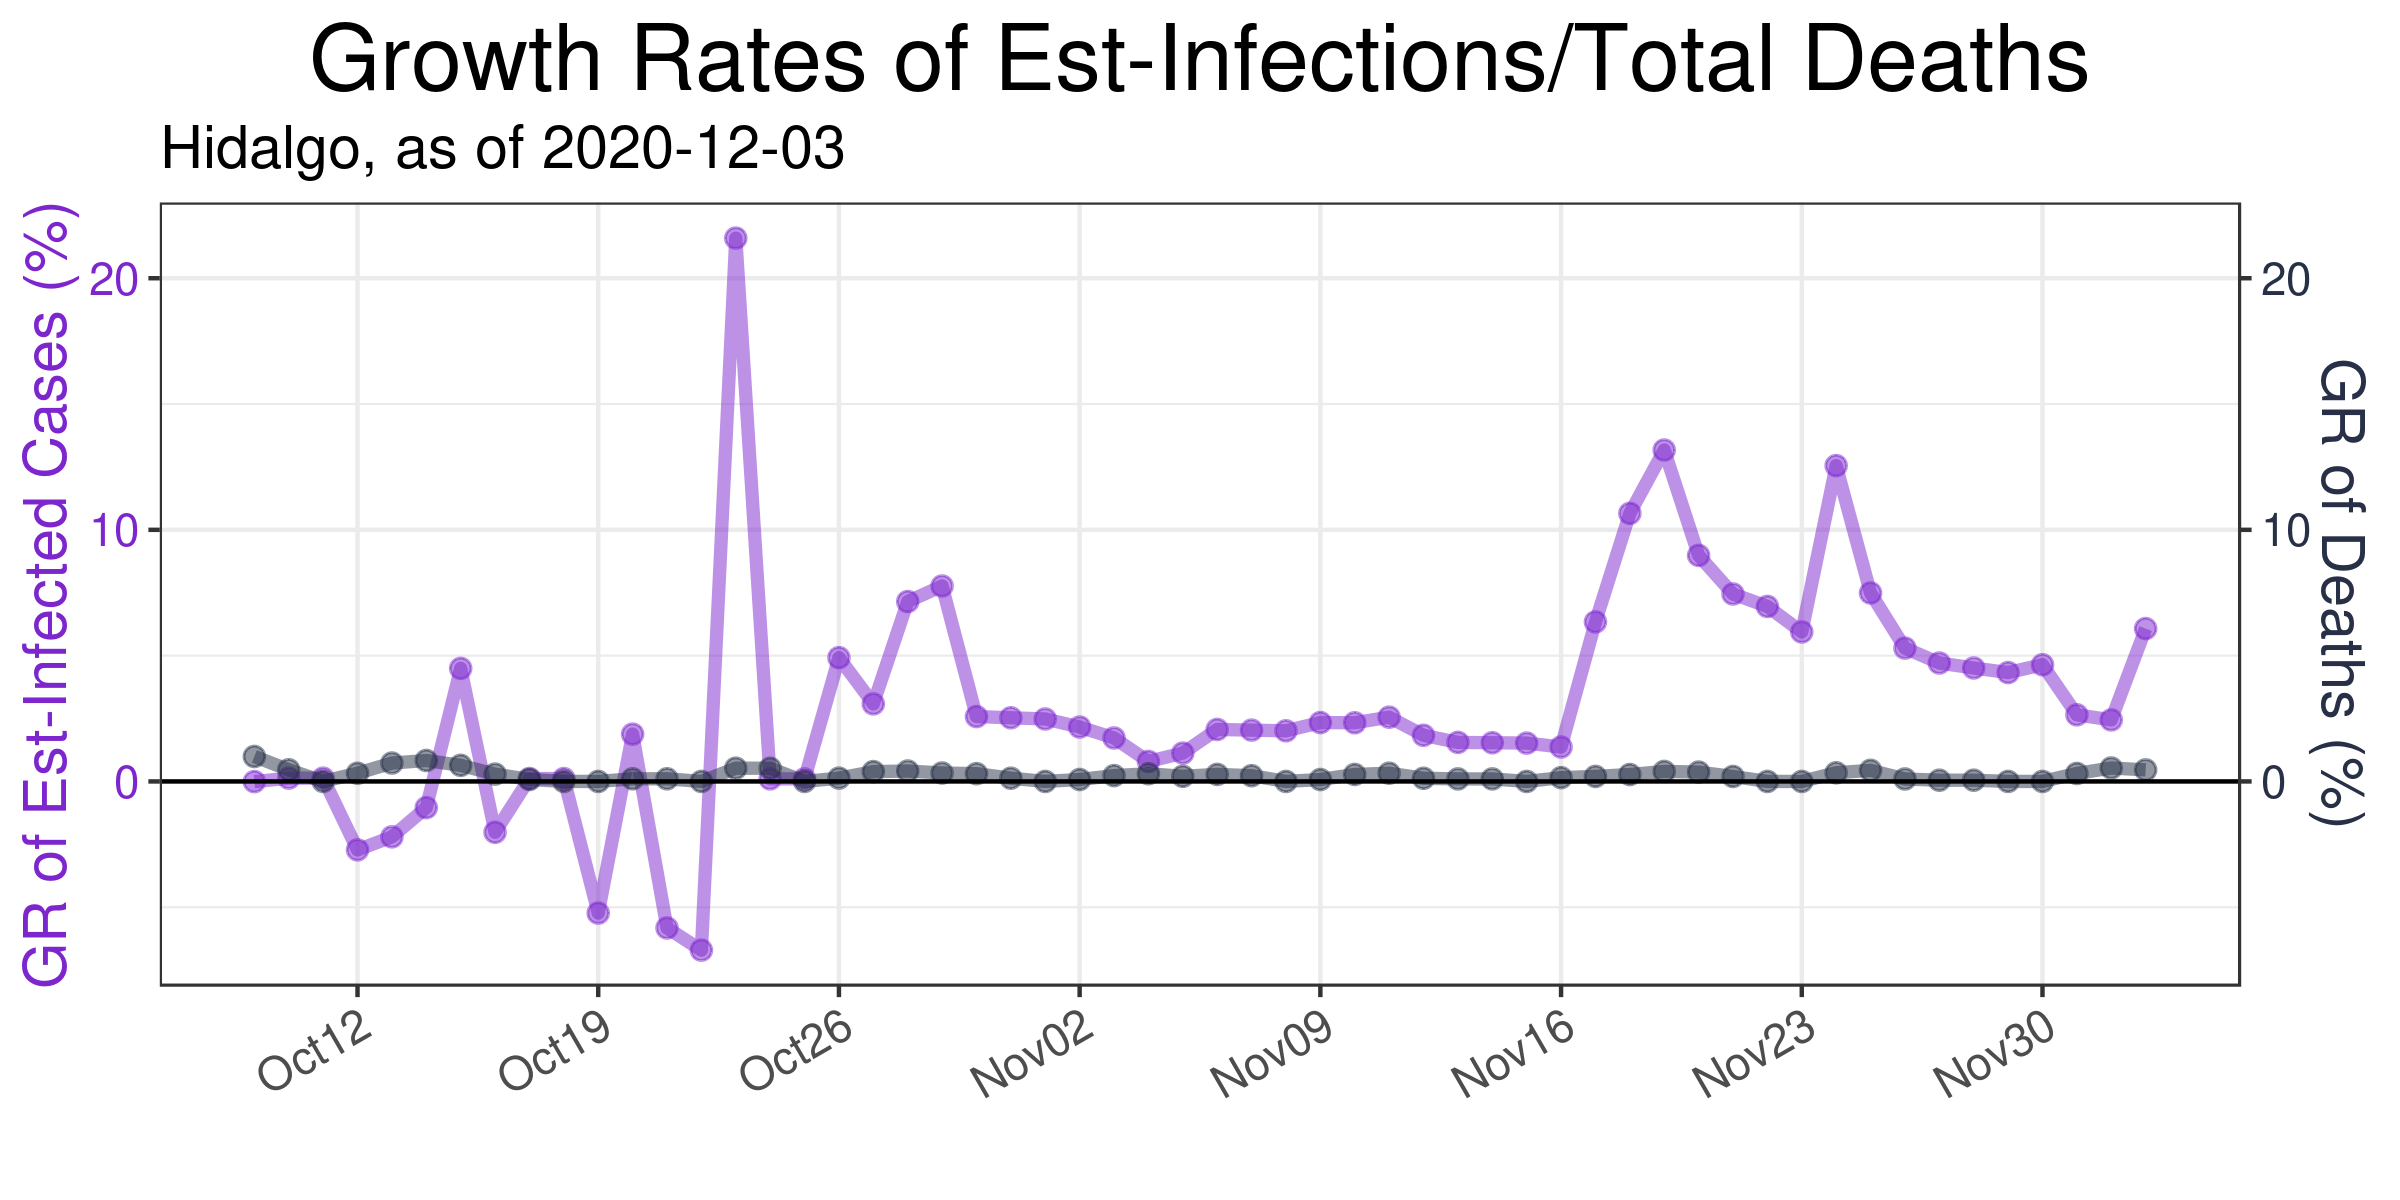 Growth Rates of Est-Infections/Total Deaths
Hidalgo, as of 2020-12-03
GR of Est-Infected Cases (%)
20
10
0
20
10
0
GR of Deaths (%)
Oct12
Oct19
Oct26
Nov02
Nov09
Nov16
Nov23
Nov30